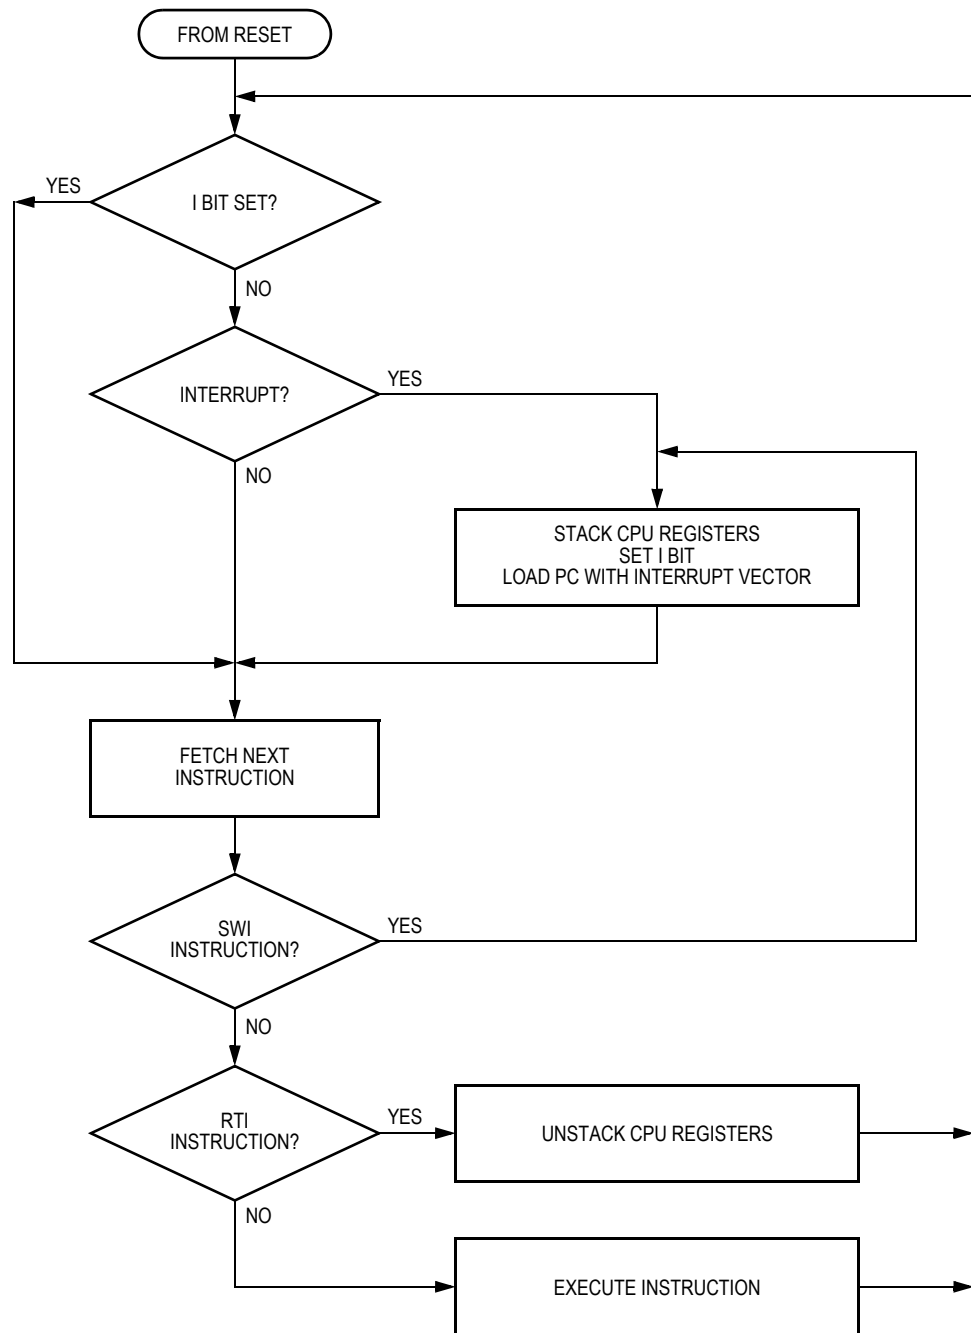 FROM RESET
YES
I BIT SET?
NO
YES
INTERRUPT?
NO
STACK CPU REGISTERS
SET I BIT
LOAD PC WITH INTERRUPT VECTOR
FETCH NEXT
INSTRUCTION
YES
SWI
INSTRUCTION?
NO
YES
RTI
INSTRUCTION?
UNSTACK CPU REGISTERS
NO
EXECUTE INSTRUCTION